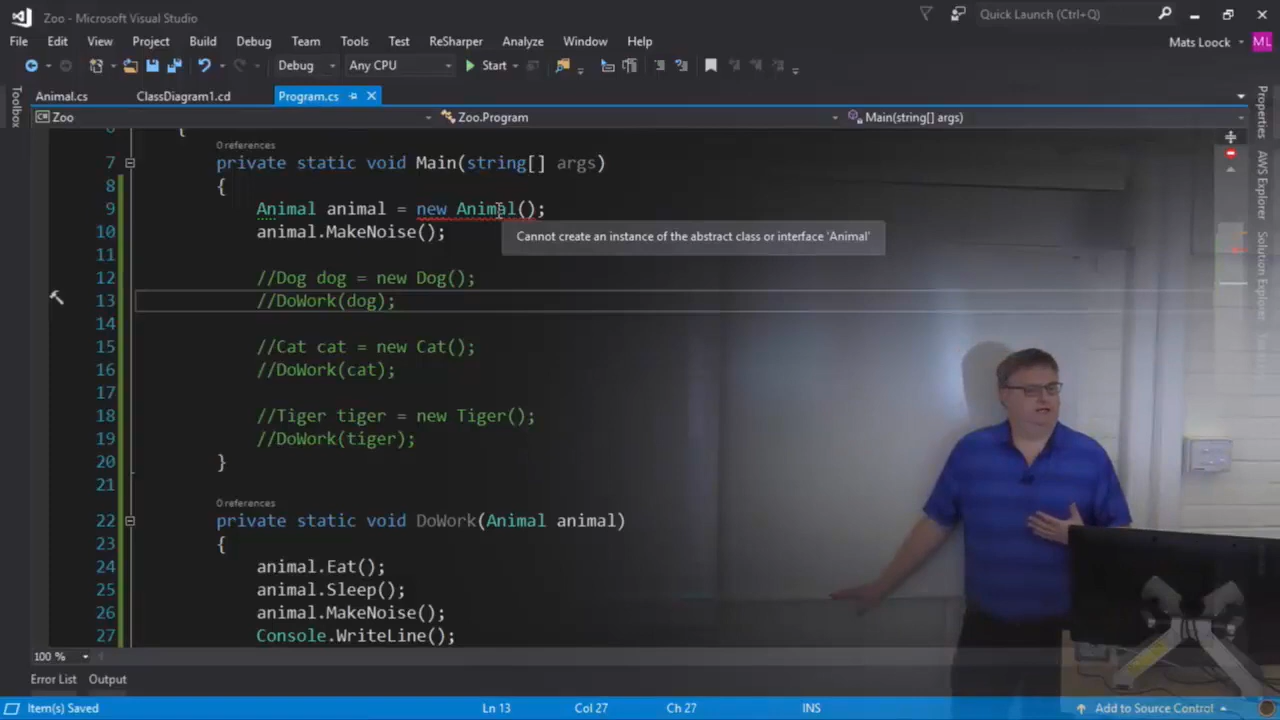 Zoo - Microsoft Visual Studio
Quick Launch (Ctrl+Q)
File Edit View Project Build Debug Team Tools Test ReSharper Analyze Window Help
Mats Loock ML
Debug Any CPU Start
Toolbox
Animal.cs ClassDiagram1.cd Program.cs
Zoo Zoo.Program Main(string[] args)
Properties
AWS Explorer
Solution Explorer
6 {
0 references
7 private static void Main(string[] args)
8 {
9 Animal animal = new Animal();
Cannot create an instance of the abstract class or interface 'Animal'
10 animal.MakeNoise();
11
12 //Dog dog = new Dog();
13 //DoWork(dog);
14
15 //Cat cat = new Cat();
16 //DoWork(cat);
17
18 //Tiger tiger = new Tiger();
19 //DoWork(tiger);
20 }
21
0 references
22 private static void DoWork(Animal animal)
23 {
24 animal.Eat();
25 animal.Sleep();
26 animal.MakeNoise();
27 Console.WriteLine();
100 %
Error List Output
Item(s) Saved Ln 13 Col 27 Ch 27 INS Add to Source Control